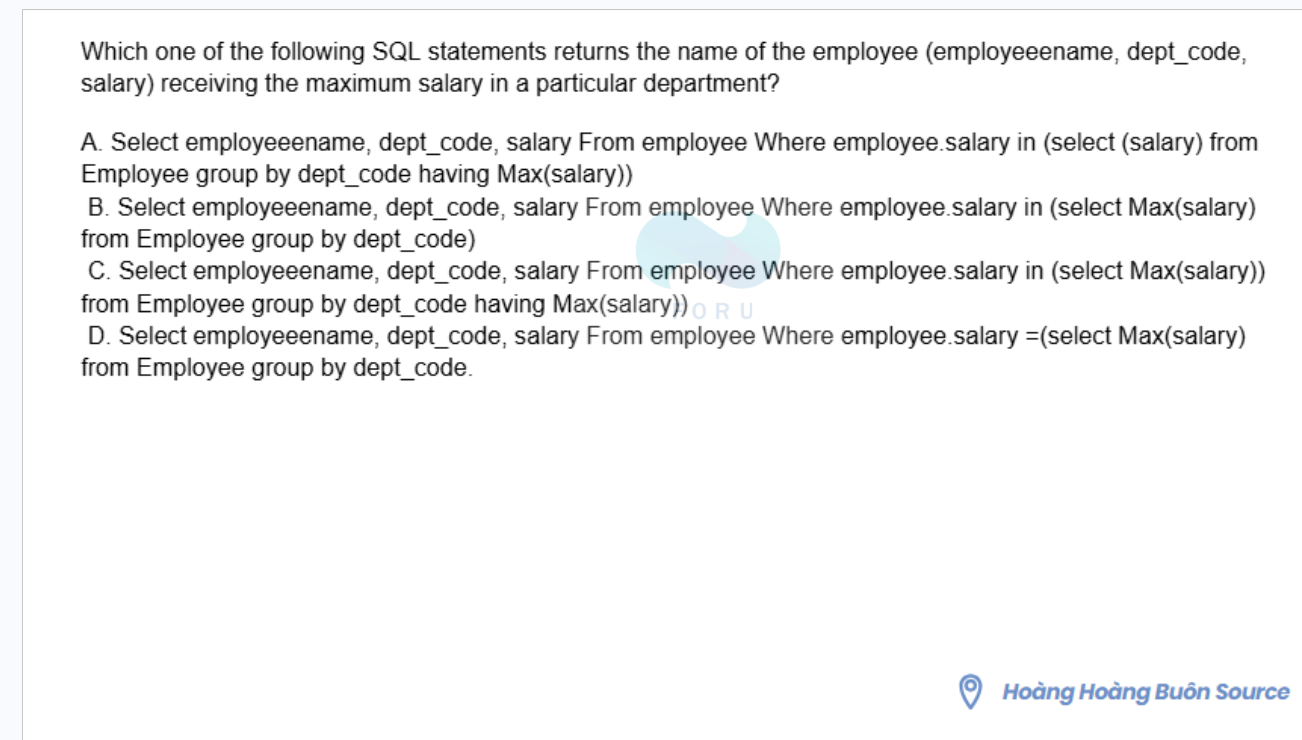 Which one of the following SQL statements returns the name of the employee (employeeename, dept_code,
salary) receiving the maximum salary in a particular department?
A. Select employeeename, dept_code, salary From employee Where employee.salary in (select (salary) from
Employee group by dept_code having Max(salary))
B. Select employeeename, dept_code, salary From employee Where employee.salary in (select Max(salary)
from Employee group by dept_code)
C. Select employeeename, dept_code, salary From employee Where employee.salary in (select Max(salary))
from Employee group by dept_code having Max(salary))
FORU
D. Select employeeename, dept_code, salary From employee Where employee.salary =(select Max(salary)
from Employee group by dept_code.
Hoàng Hoàng Buôn Source